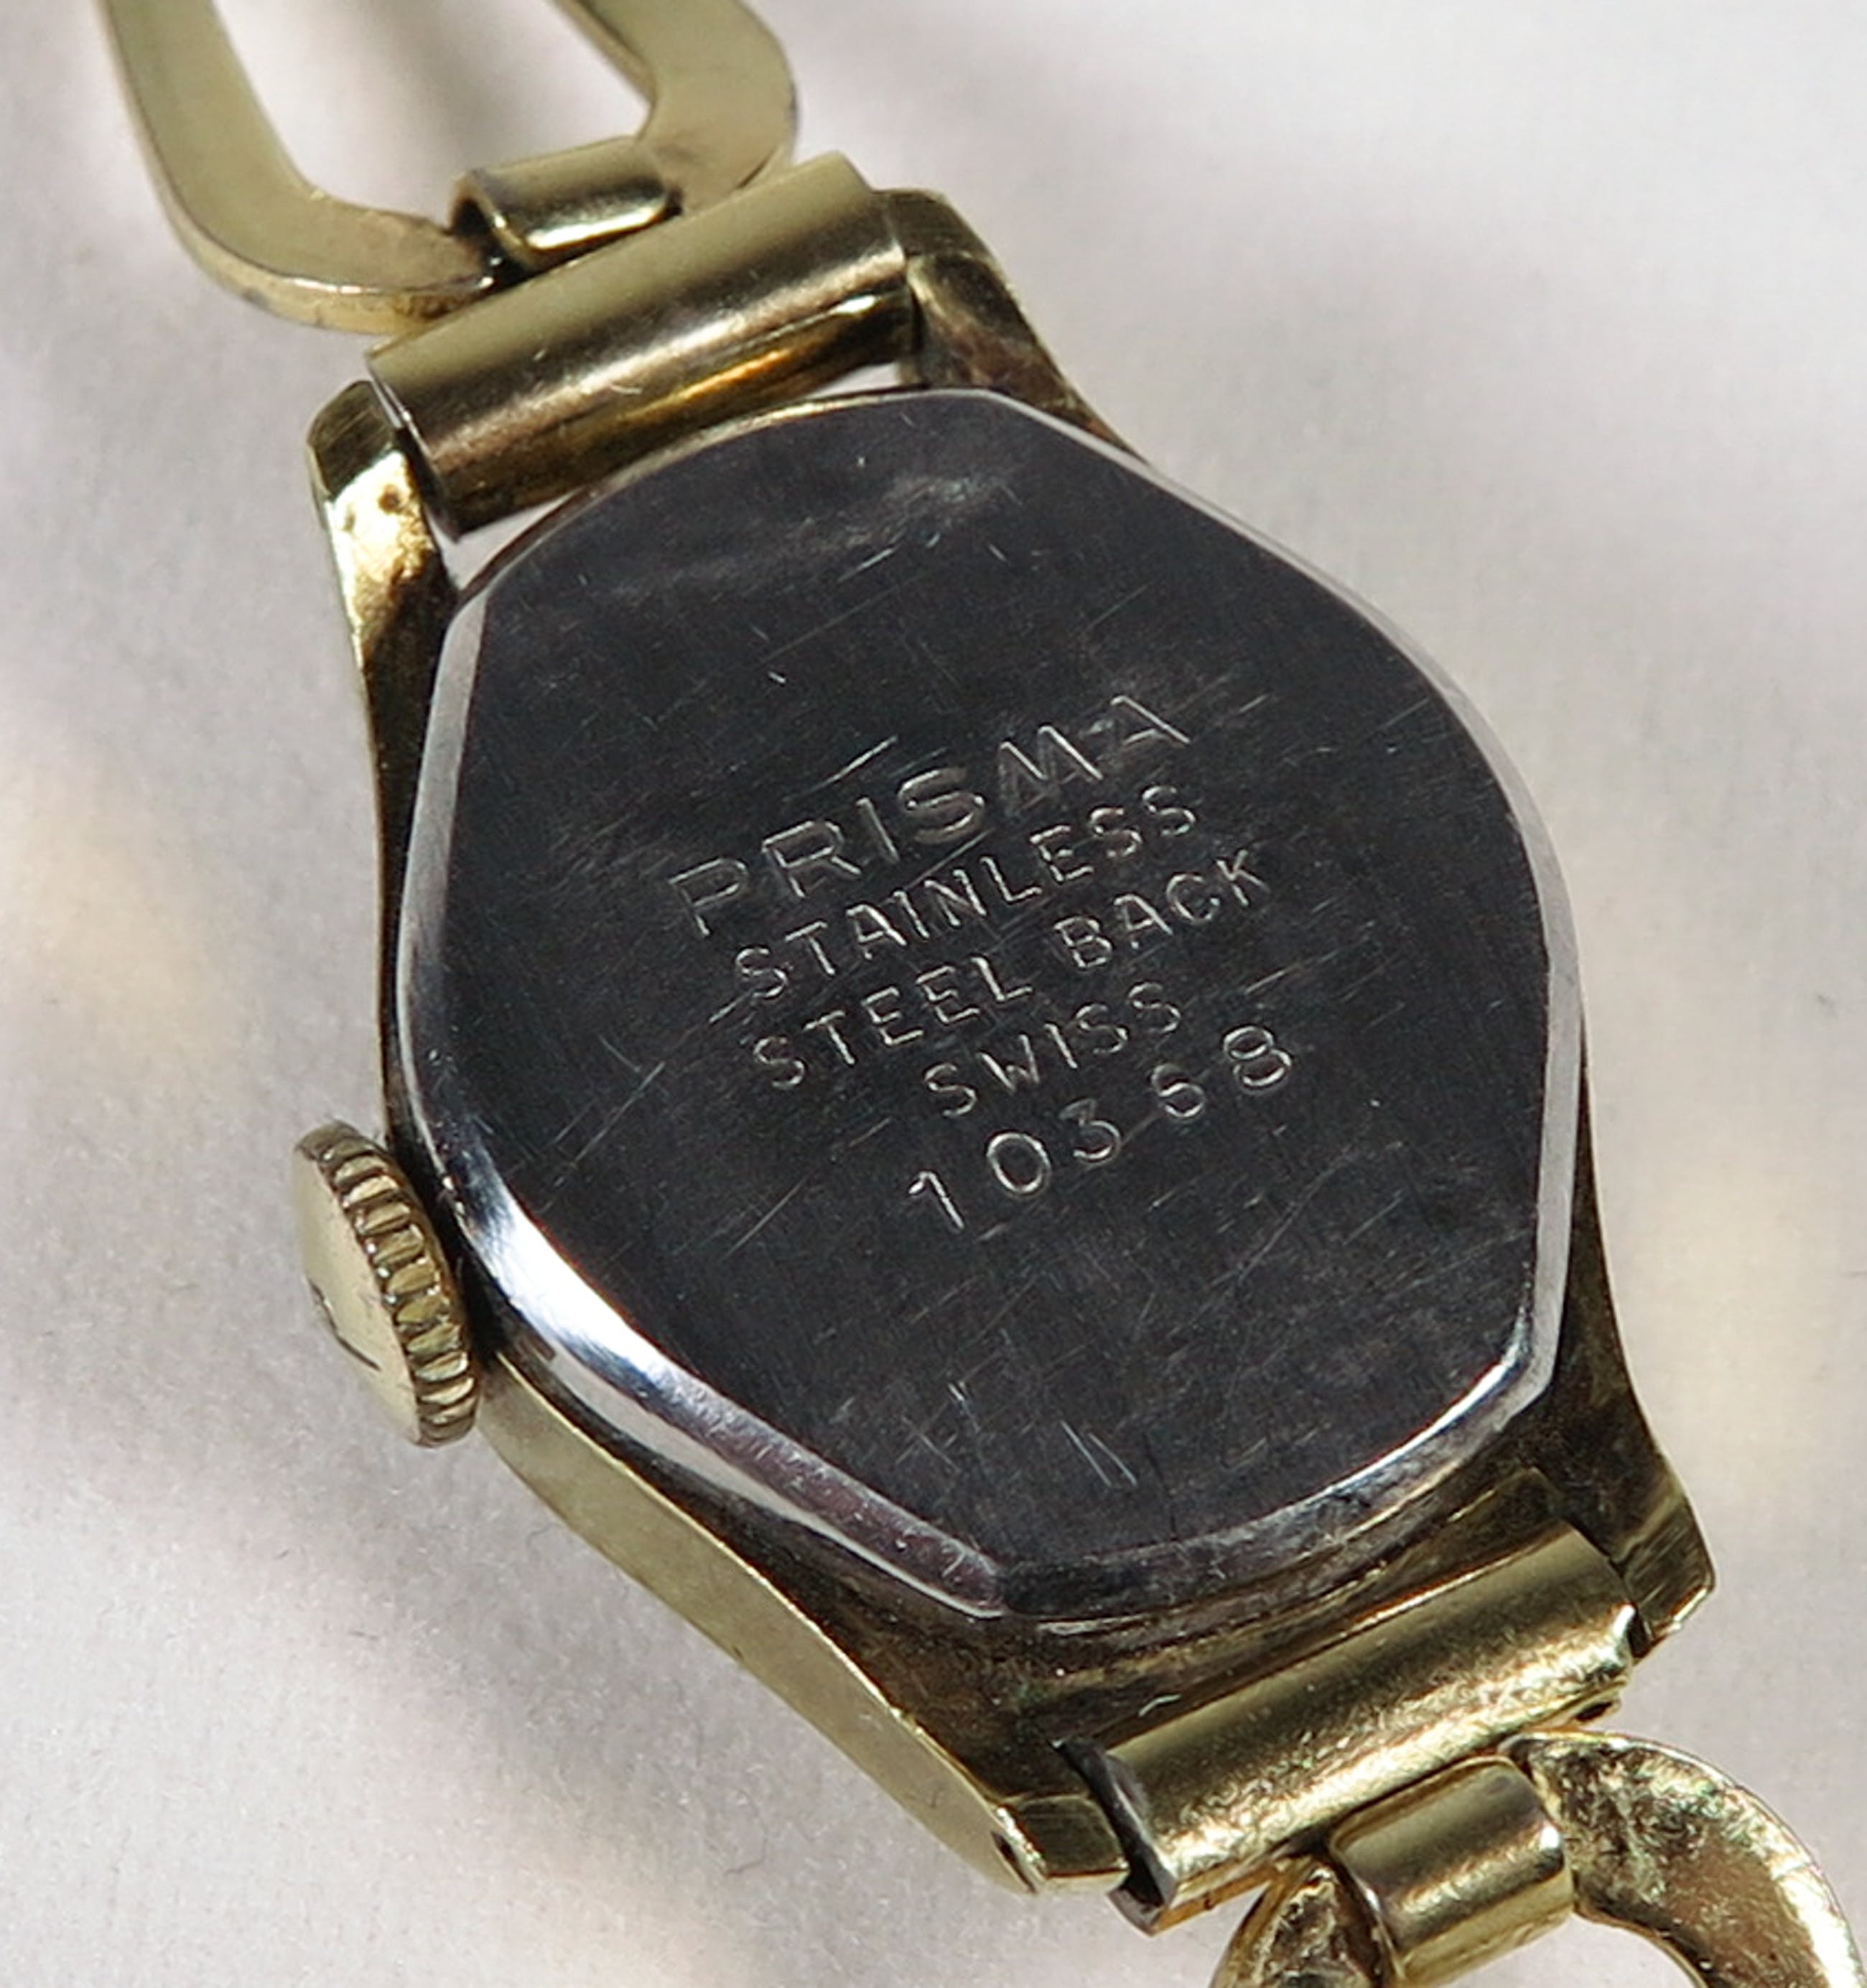 PRISMA
STAINLESS
STEEL BACK
SWISS
10368